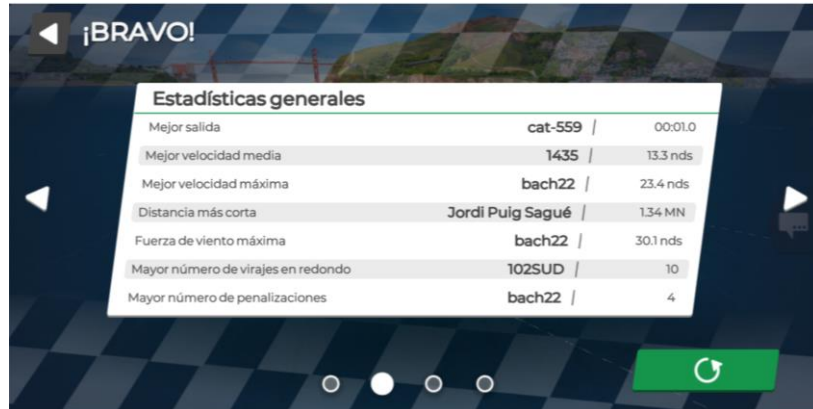 ¡BRAVO!
Estadísticas generales
Mejor salida cat-559 | 00:01.0
Mejor velocidad media 1435 | 13.3 nds
Mejor velocidad máxima bach22 | 23.4 nds
Distancia más corta Jordi Puig Sagué | 1.34 MN
Fuerza de viento máxima bach22 | 30.1 nds
Mayor número de virajes en redondo 102SUD | 10
Mayor número de penalizaciones bach22 | 4